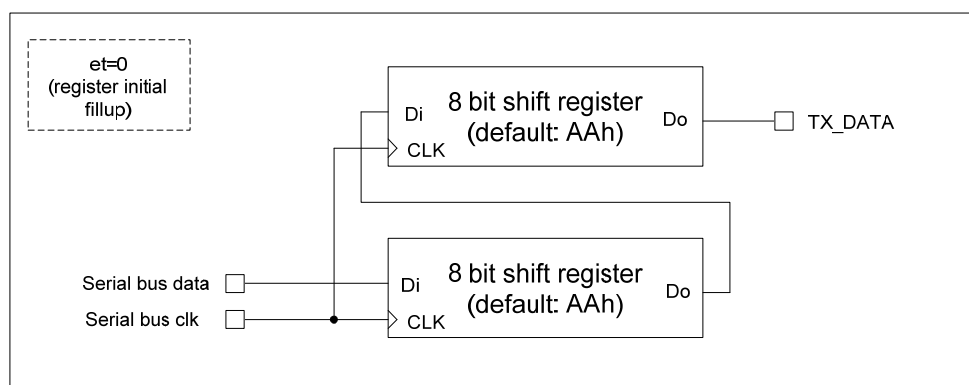 et=0
(register initial
fillup)
8 bit shift register
(default: AAh)
Di
CLK
Do
TX_DATA
8 bit shift register
(default: AAh)
Di
CLK
Do
Serial bus data
Serial bus clk